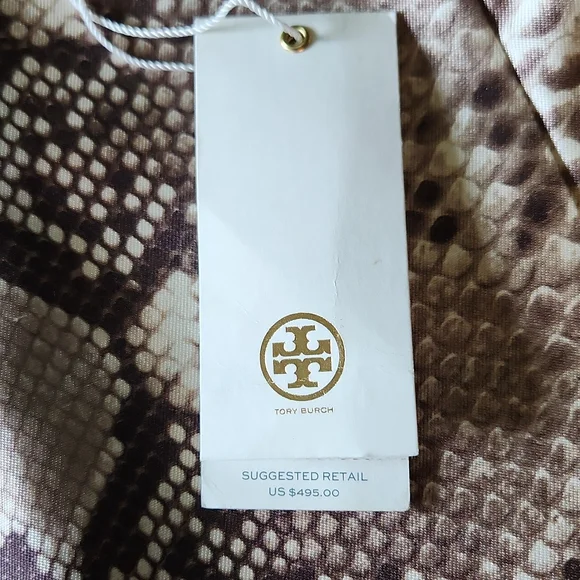 TORY BURCH
SUGGESTED RETAIL
US $495.00